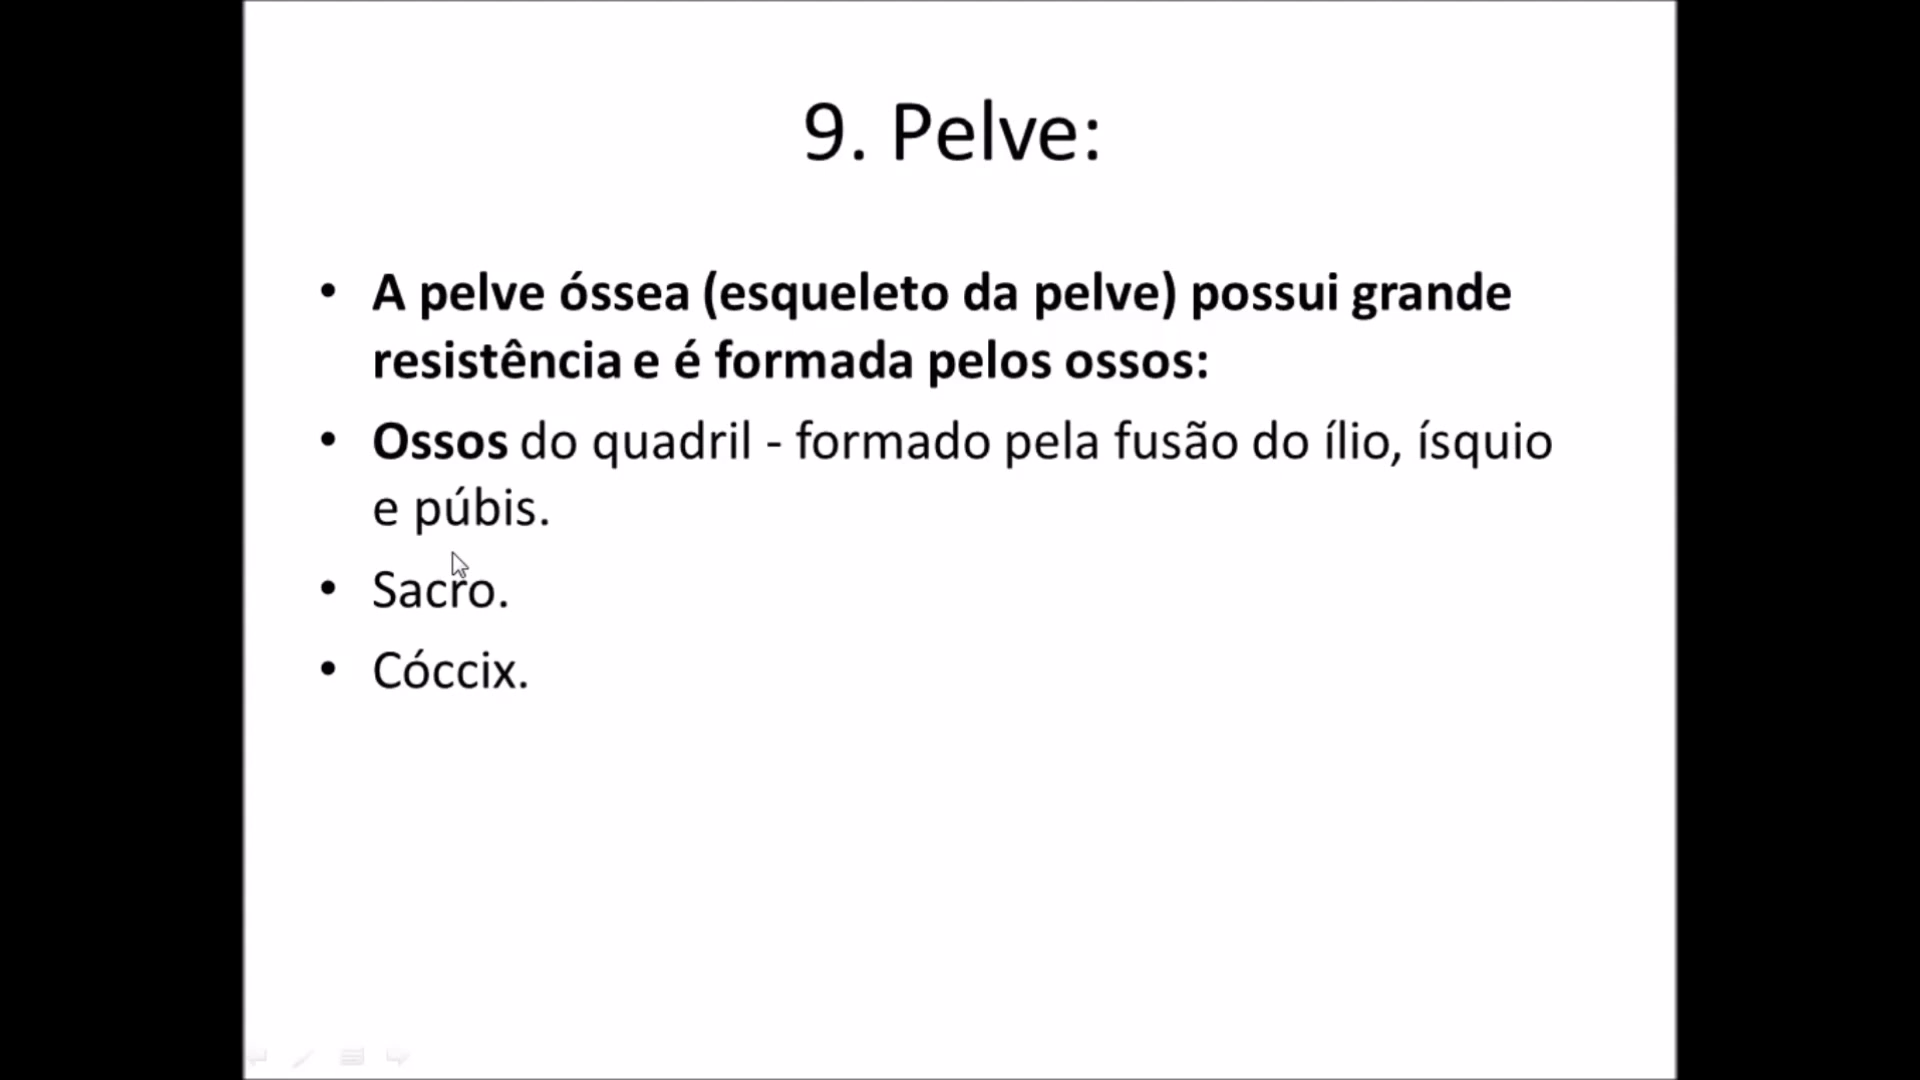 9. Pelve:
• A pelve óssea (esqueleto da pelve) possui grande
resistência e é formada pelos ossos:
• Ossos do quadril - formado pela fusão do ílio, ísquio
e púbis.
• Sacro.
• Cóccix.